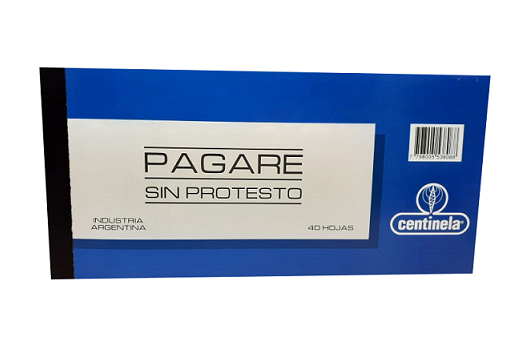 PAGARE
SIN PROTESTO
INDUSTRIA
ARGENTINA
40 HOJAS
centinela